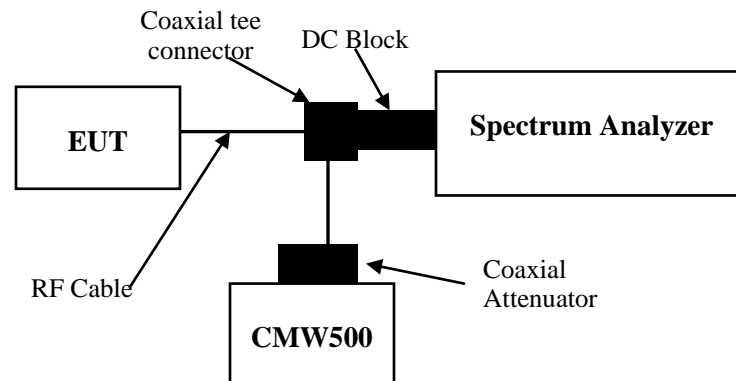 Coaxial tee
connector
DC Block
EUT
Spectrum Analyzer
RF Cable
Coaxial
Attenuator
CMW500